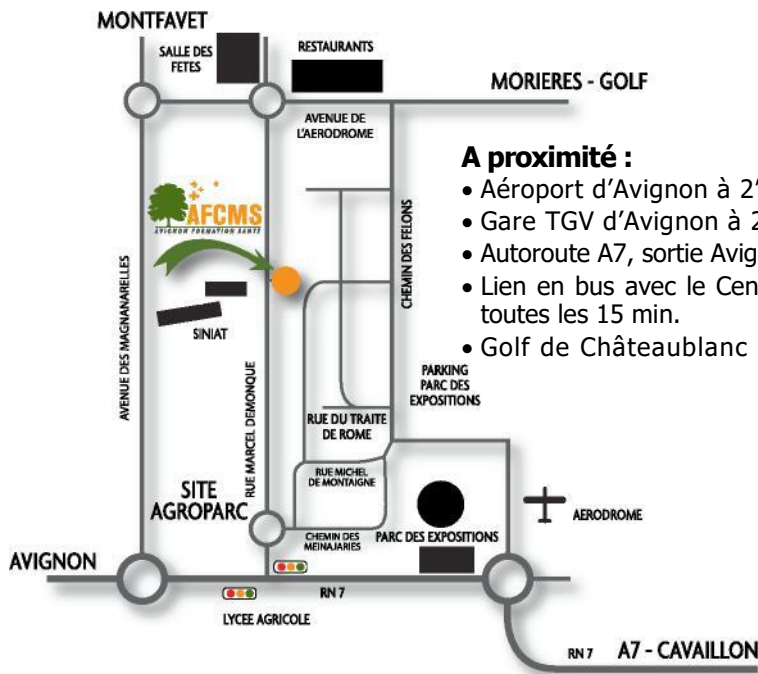 MONTFAVET
SALLE DES
FETES
RESTAURANTS
MORIERES - GOLF
AVENUE DE
L'AERODROME
A proximité :
• Aéroport d'Avignon à 2'
• Gare TGV d'Avignon à 2
• Autoroute A7, sortie Avig
• Lien en bus avec le Cen
toutes les 15 min.
• Golf de Châteaublanc
AFCMS
AVIGNON FORMATION SANTÉ
CHEMIN DES FELONS
AVENUE DES MAGNANARELLES
SINIAT
RUE MARCEL DEMONQUE
PARKING
PARC DES
EXPOSITIONS
RUE DU TRAITE
DE ROME
RUE MICHEL
DE MONTAIGNE
SITE
AGROPARC
CHEMIN DES
MEINAJARIES
PARC DES EXPOSITIONS
AERODROME
AVIGNON
RN 7
LYCEE AGRICOLE
RN 7
A7 - CAVAILLON